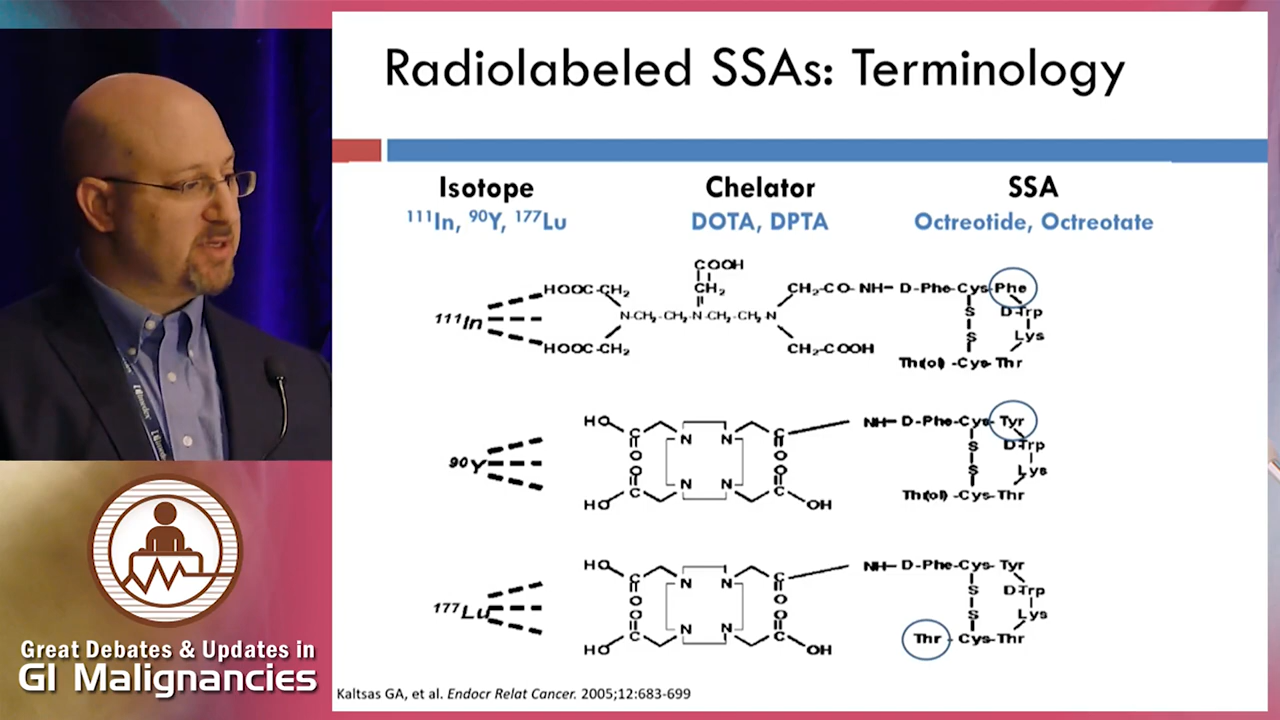 Radiolabeled SSAs: Terminology
Isotope
Chelator
SSA
¹¹¹In, ⁹⁰Y, ¹⁷⁷Lu
DOTA, DPTA
Octreotide, Octreotate
COOH
HOOC-CH₂
CH₂
CH₂-CO-NH-D-Phe-Cys-Phe
¹¹¹In
N-CH₂-CH₂-N-CH₂-CH₂-N
S
D-Trp
S
Lys
HOOC-CH₂
CH₂-COOH
Thr(ol)-Cys-Thr
HO
C
C
NH-D-Phe-Cys-Tyr
O
N
N
O
S
D-Trp
⁹⁰Y
O
N
N
O
S
Lys
C
C
HO
OH
Thr(ol)-Cys-Thr
HO
C
C
NH-D-Phe-Cys-Tyr
O
N
N
O
S
D-Trp
¹⁷⁷Lu
O
N
N
O
S
Lys
C
C
HO
OH
Thr-Cys-Thr
Kaltsas GA, et al. Endocr Relat Cancer. 2005;12:683-699
Great Debates & Updates in
GI Malignancies